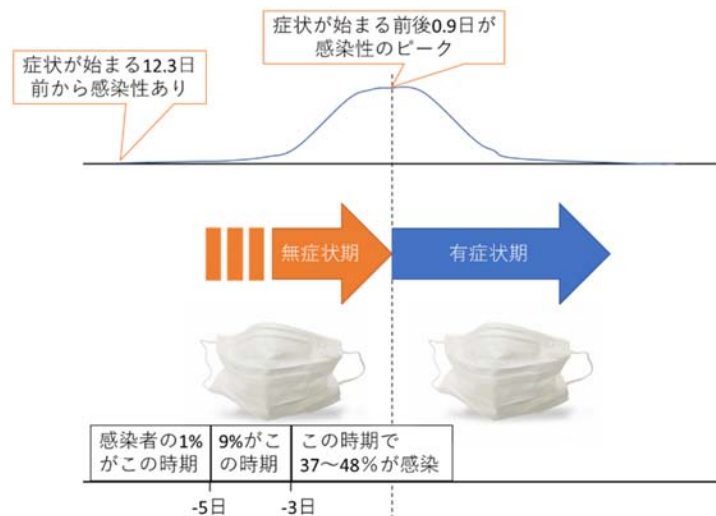 症状が始まる前後0.9日が
感染性のピーク
症状が始まる12.3日
前から感染性あり
無症状期
有症状期
感染者の1%
がこの時期
9%がこ
の時期
この時期で
37～48%が感染
-5日
-3日